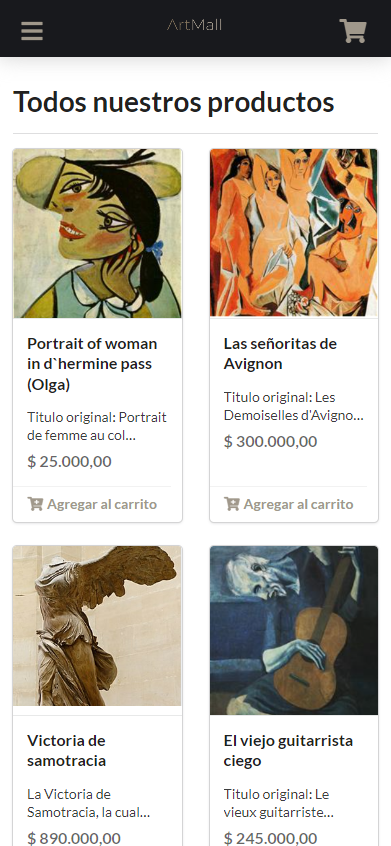 ArtMall
Todos nuestros productos
Portrait of woman
in d`hermine pass
(Olga)
Titulo original: Portrait
de femme au col...
$ 25.000,00
Agregar al carrito
Las señoritas de
Avignon
Titulo original: Les
Demoiselles d'Avigno...
$ 300.000,00
Agregar al carrito
Victoria de
samotracia
La Victoria de
Samotracia, la cual...
$ 890.000,00
El viejo guitarrista
ciego
Titulo original: Le
vieux guitarriste...
$ 245.000,00